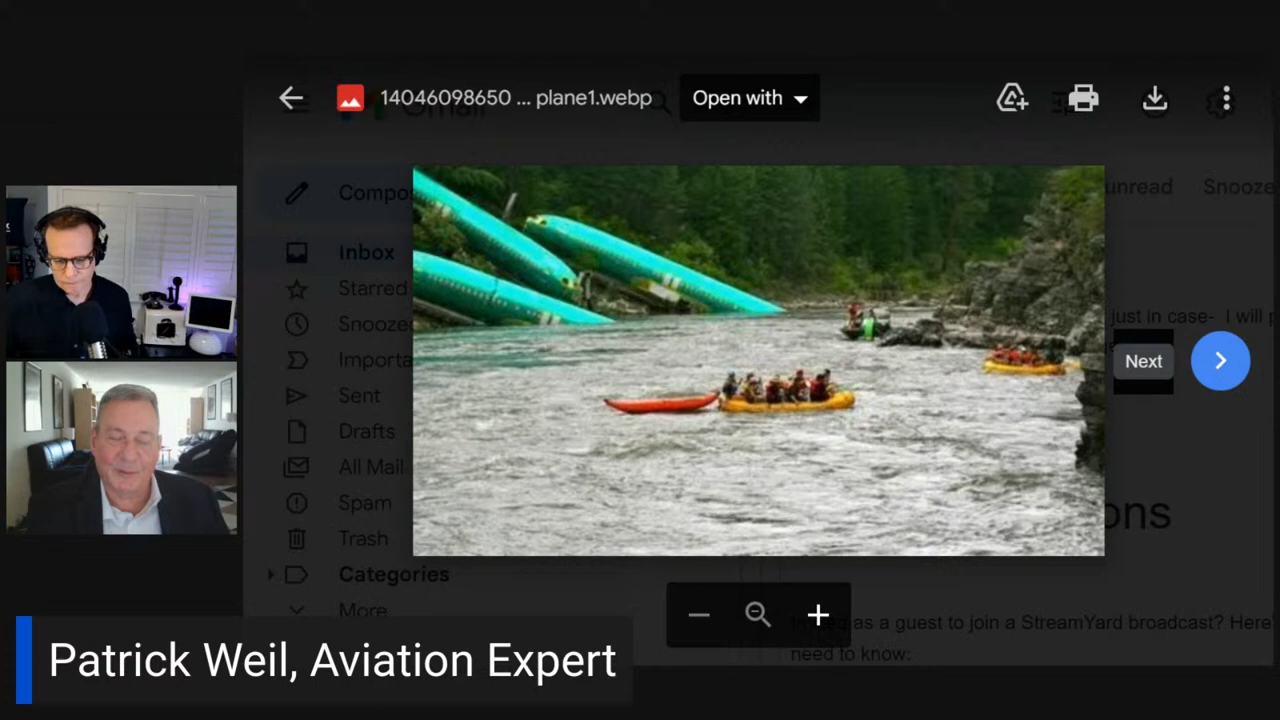 14046098650 ... plane1.webp
Open with
Gmail
Compo
Inbox
Starred
Snoozed
Importa
Sent
Drafts
All Mail
Spam
Trash
Categories
More
unread
Snooze
just in case- I will p
Next
ons
as a guest to join a StreamYard broadcast? Here
need to know:
Patrick Weil, Aviation Expert